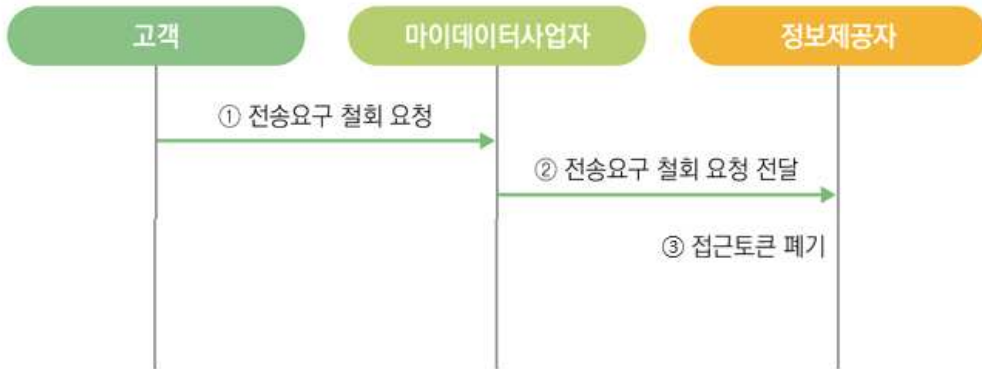 고객
마이데이터사업자
정보제공자
① 전송요구 철회 요청
② 전송요구 철회 요청 전달
③ 접근토큰 폐기